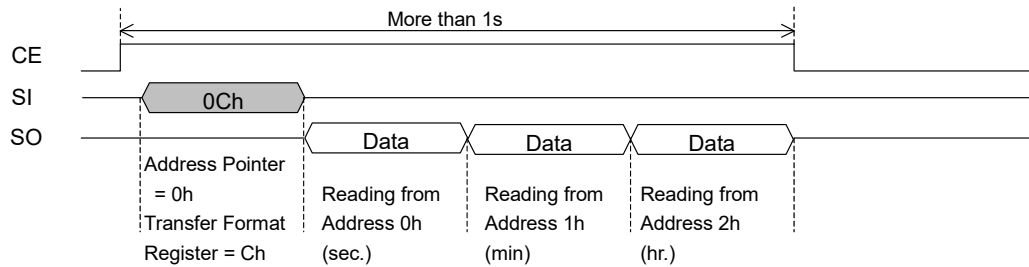 More than 1s
CE
SI
0Ch
SO
Data
Data
Data
Address Pointer
= 0h
Transfer Format
Register = Ch
Reading from
Address 0h
(sec.)
Reading from
Address 1h
(min)
Reading from
Address 2h
(hr.)